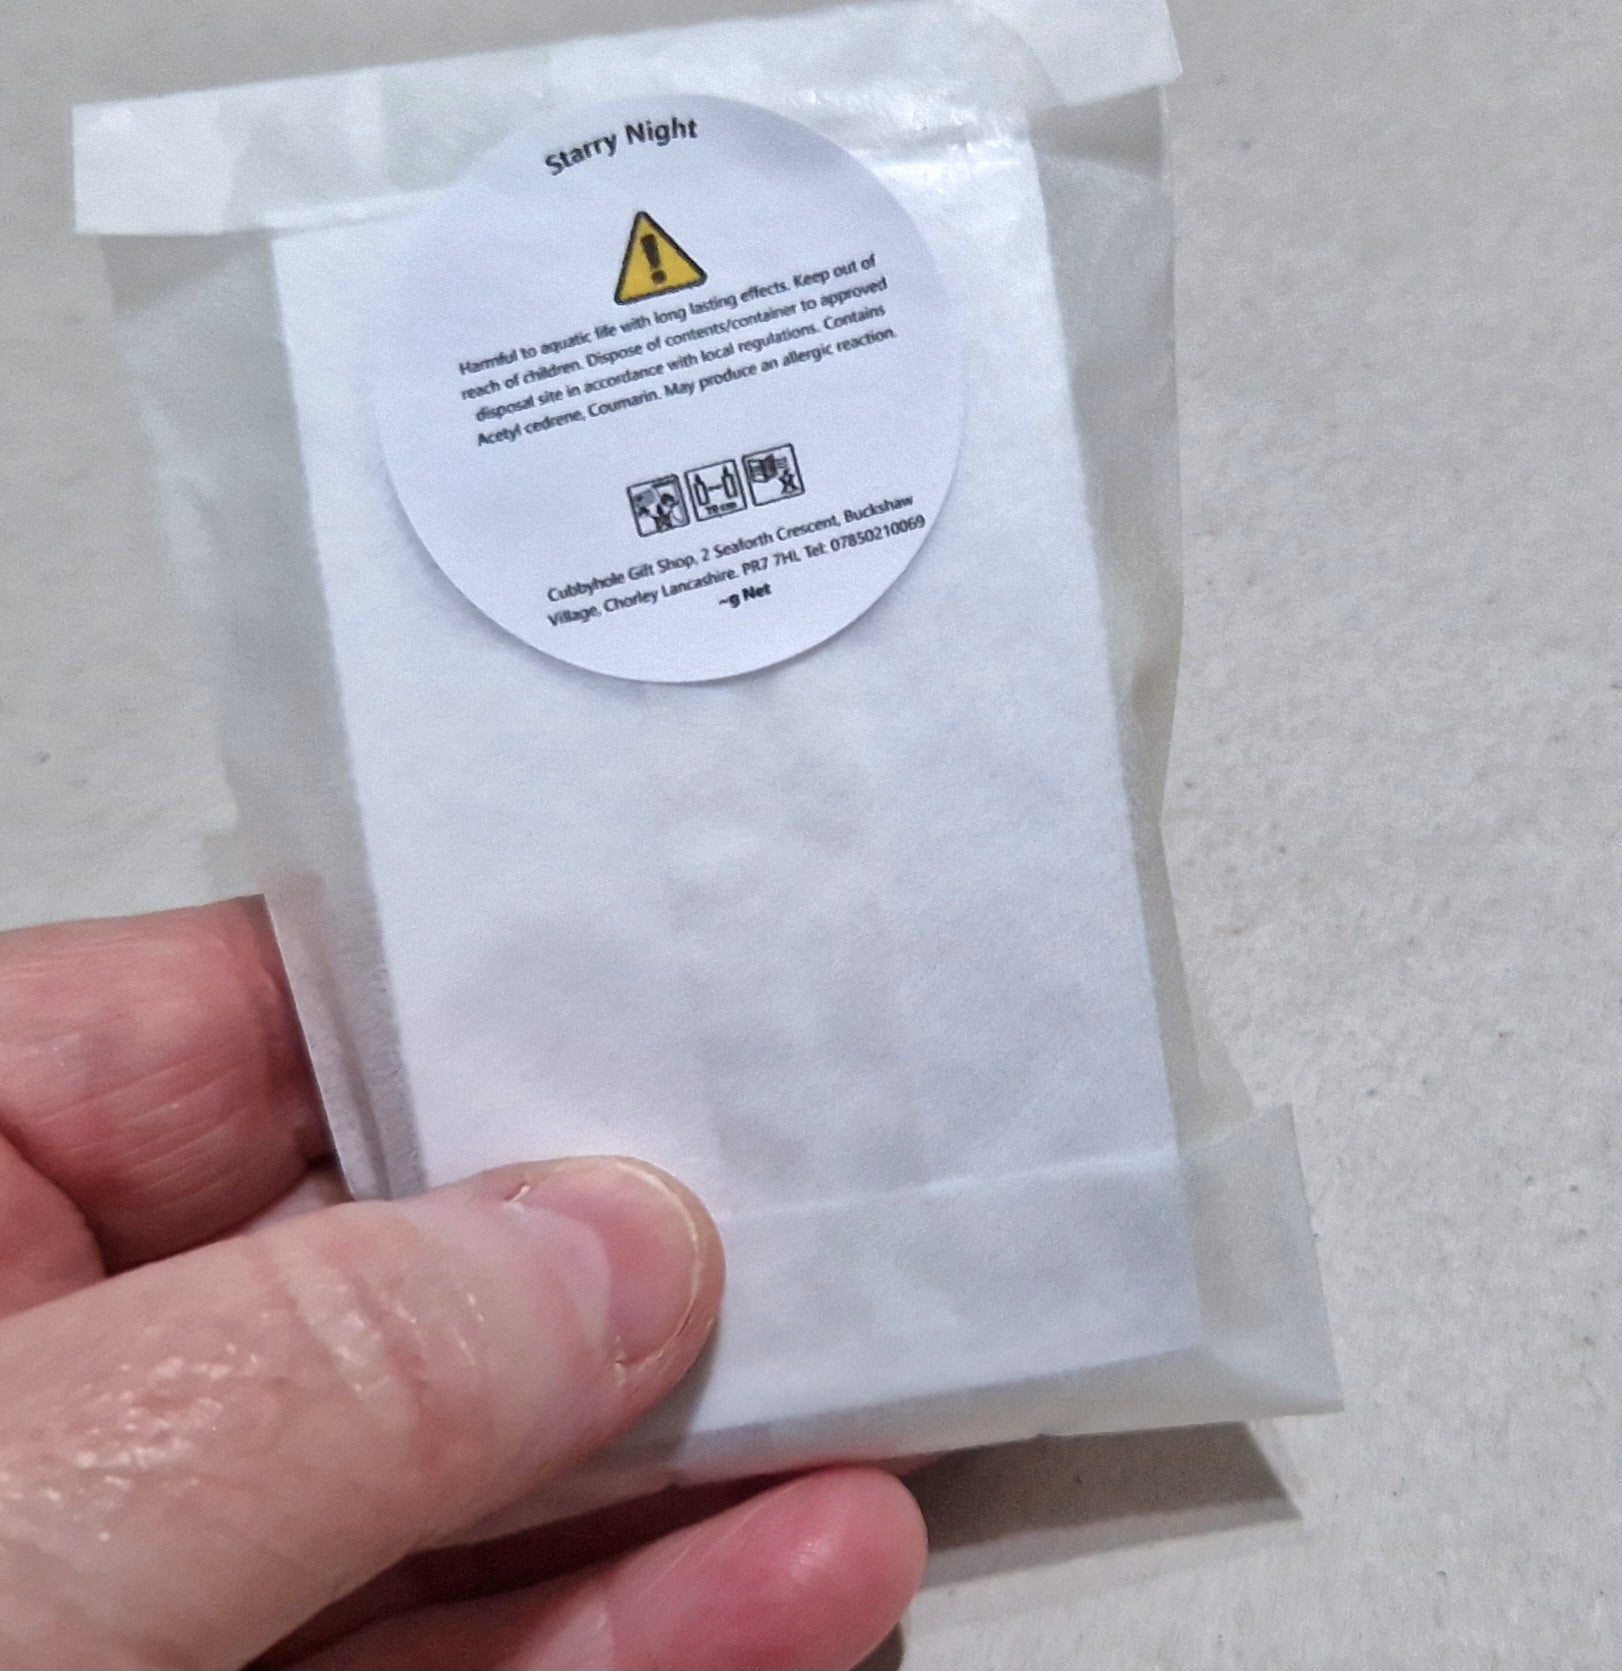 Starry Night
Harmful to aquatic life with long lasting effects. Keep out of
reach of children. Dispose of contents/container to approved
disposal site in accordance with local regulations. Contains
Acetyl cedrene, Coumarin. May produce an allergic reaction.
10 cm
Cubbyhole Gift Shop, 2 Seaforth Crescent, Buckshaw
Village, Chorley Lancashire. PR7 7HL Tel: 07850210069
~g Net